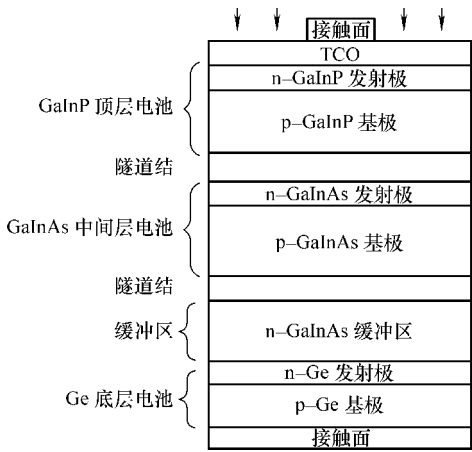 接触面
TCO
n–GaInP 发射极
GaInP 顶层电池
p–GaInP 基极
隧道结
n–GaInAs 发射极
GaInAs 中间层电池
p–GaInAs 基极
隧道结
缓冲区
n–GaInAs 缓冲区
n–Ge 发射极
Ge 底层电池
p–Ge 基极
接触面